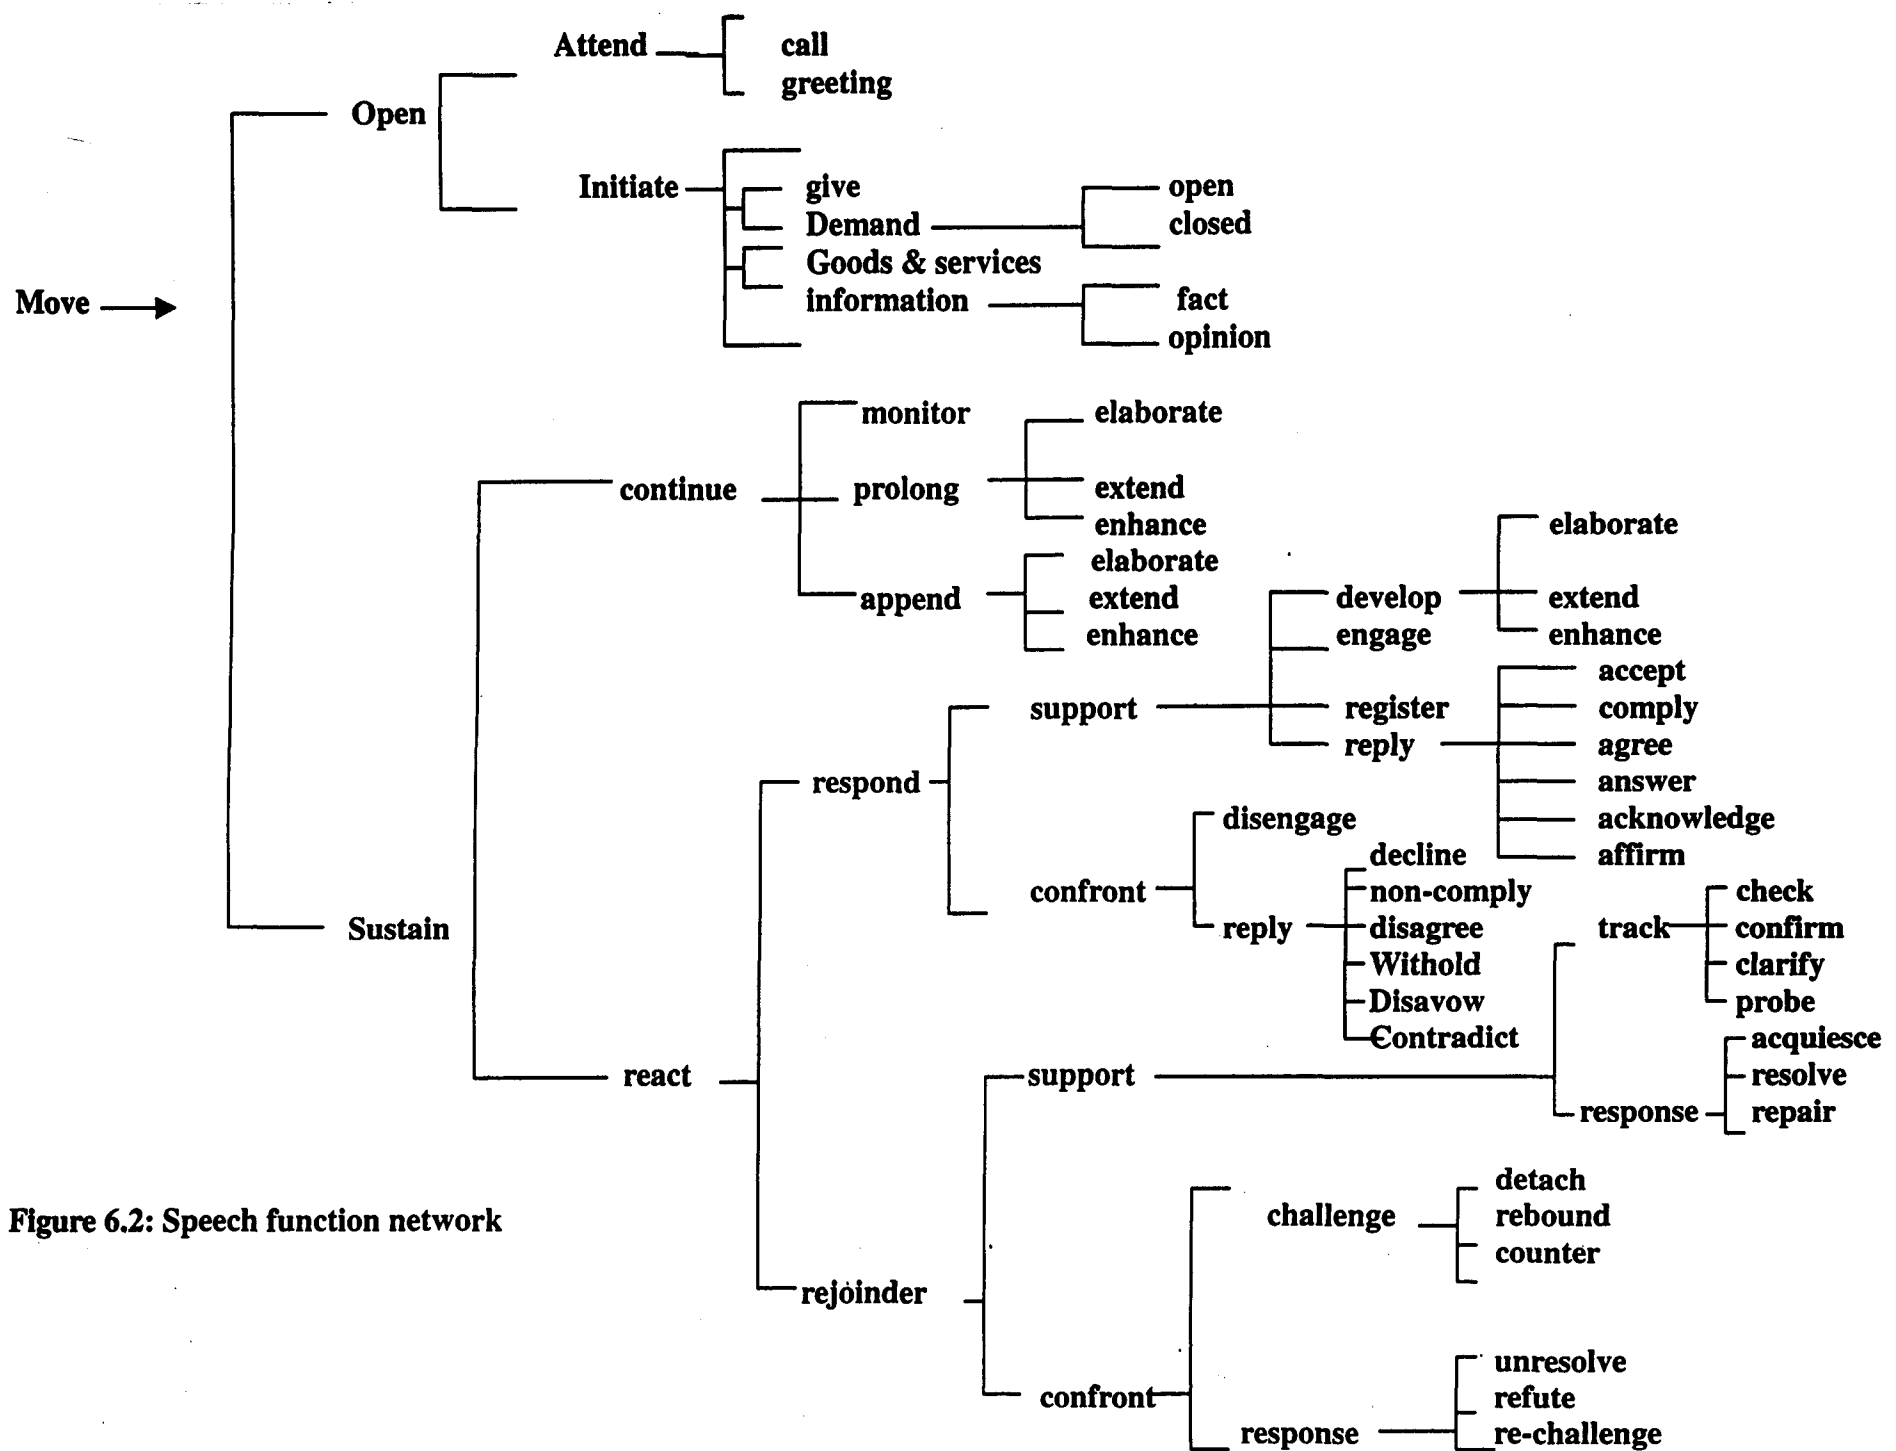 Attend
call
greeting
Open
Initiate
give
Demand
open
closed
Goods & services
information
fact
opinion
Move
continue
monitor
prolong
elaborate
extend
enhance
append
elaborate
extend
enhance
Sustain
react
respond
support
develop
elaborate
extend
enhance
engage
register
reply
accept
comply
agree
answer
acknowledge
affirm
confront
disengage
reply
decline
non-comply
disagree
Withold
Disavow
Contradict
rejoinder
support
track
check
confirm
clarify
probe
response
acquiesce
resolve
repair
confront
challenge
detach
rebound
counter
response
unresolve
refute
re-challenge
Figure 6.2: Speech function network